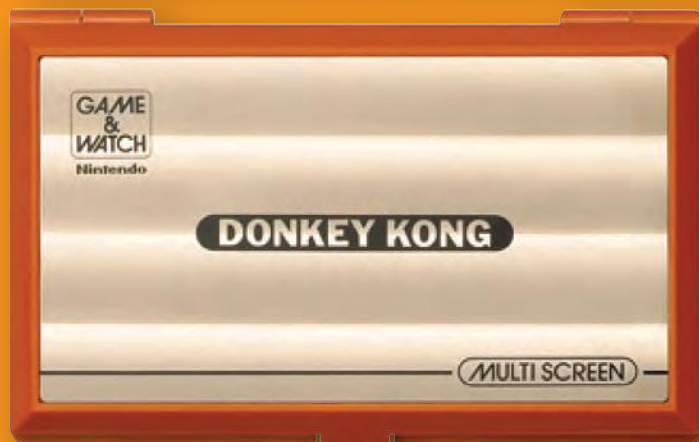 GAME
&
WATCH
Nintendo
DONKEY KONG
MULTI SCREEN